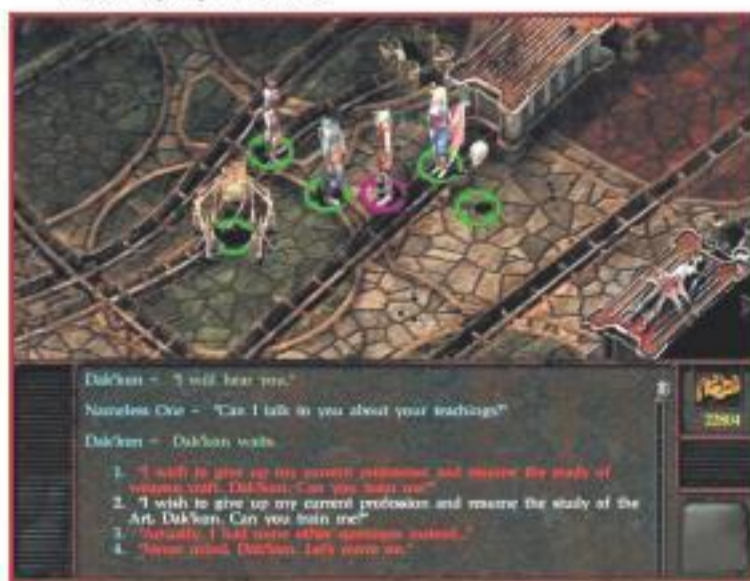 Dak'kon - "I will hear you."
Nameless One - "Can I talk to you about your teachings?"
Dak'kon - Dak'kon waits.
1. "I wish to give up my current profession and resume the study of
weapons craft, Dak'kon. Can you train me?"
2. "I wish to give up my current profession and resume the study of the
Art, Dak'kon. Can you train me?"
3. "Actually, I had some other questions instead."
4. "Never mind, Dak'kon. Let's move on."
22804